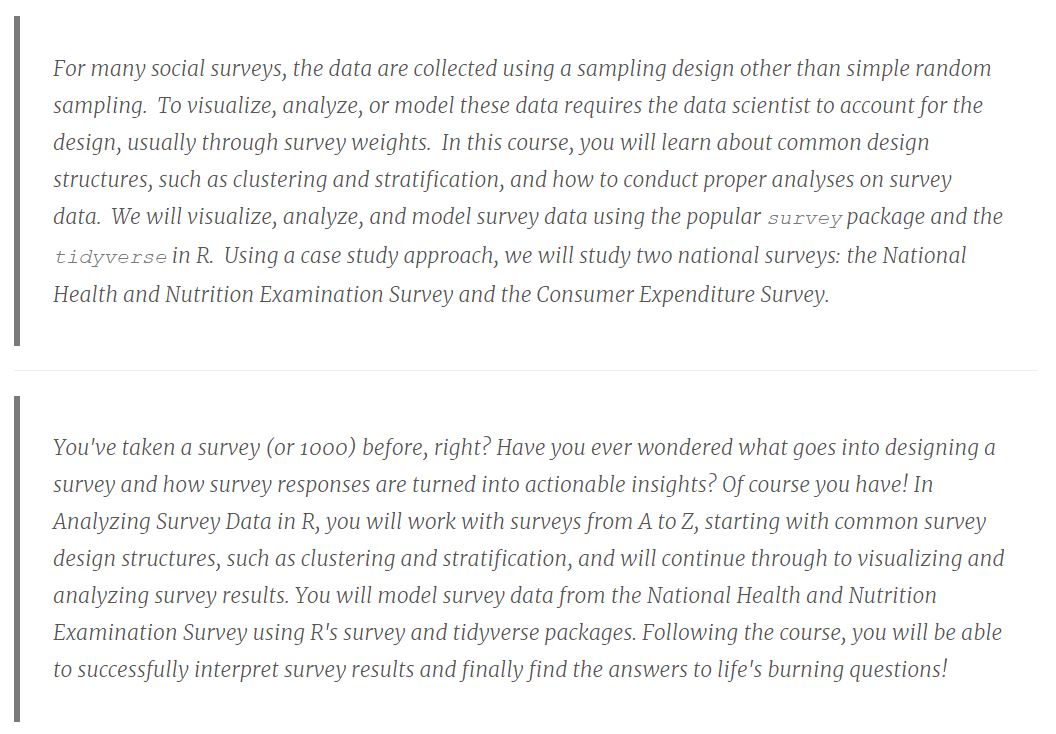 For many social surveys, the data are collected using a sampling design other than simple random
sampling.  To visualize, analyze, or model these data requires the data scientist to account for the
design, usually through survey weights.  In this course, you will learn about common design
structures, such as clustering and stratification, and how to conduct proper analyses on survey
data.  We will visualize, analyze, and model survey data using the popular survey package and the
tidyverse in R.  Using a case study approach, we will study two national surveys: the National
Health and Nutrition Examination Survey and the Consumer Expenditure Survey.
You've taken a survey (or 1000) before, right? Have you ever wondered what goes into designing a
survey and how survey responses are turned into actionable insights? Of course you have! In
Analyzing Survey Data in R, you will work with surveys from A to Z, starting with common survey
design structures, such as clustering and stratification, and will continue through to visualizing and
analyzing survey results. You will model survey data from the National Health and Nutrition
Examination Survey using R's survey and tidyverse packages. Following the course, you will be able
to successfully interpret survey results and finally find the answers to life's burning questions!